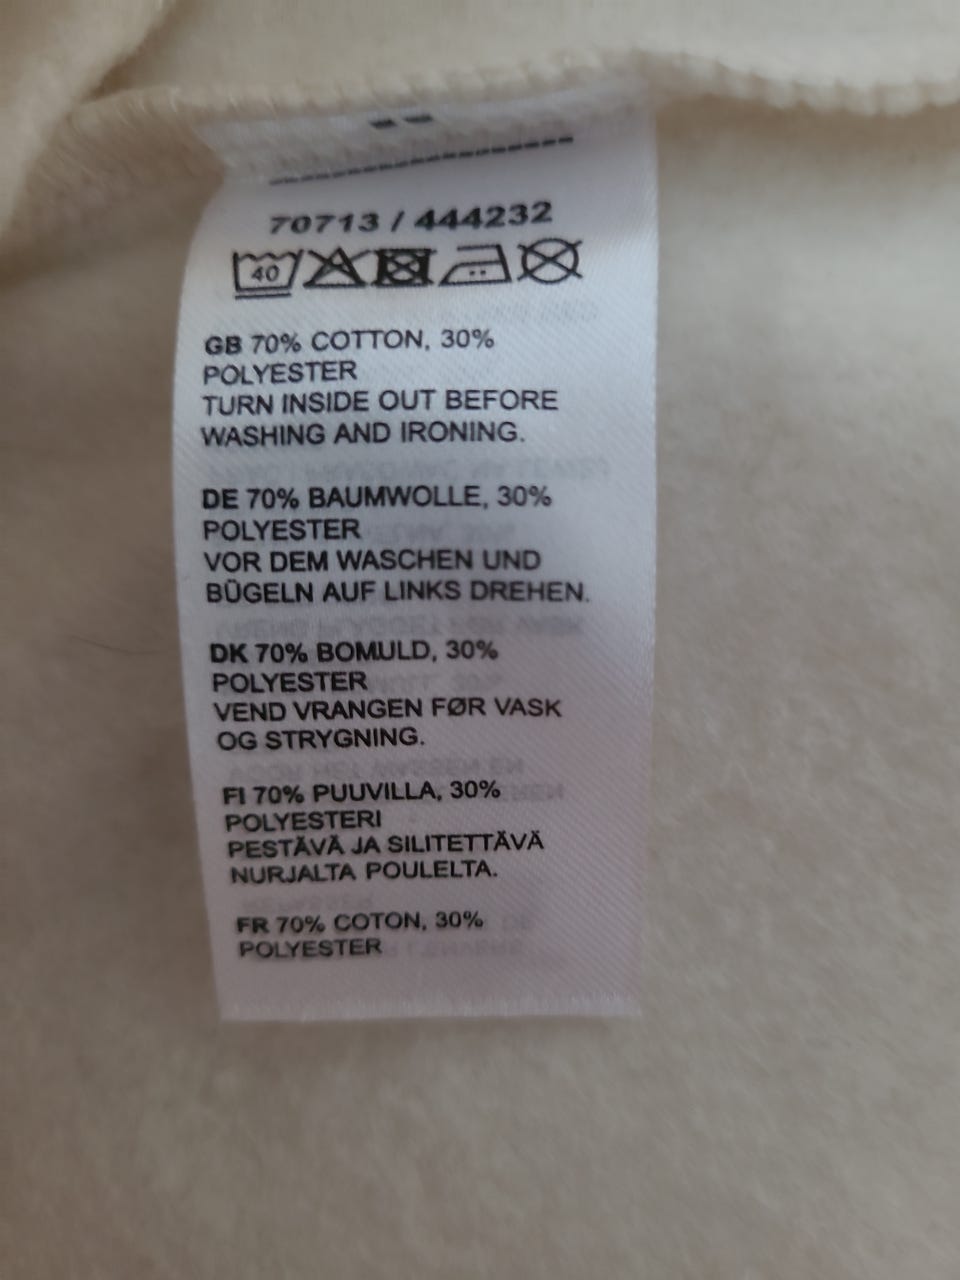 70713 / 444232
40
GB 70% COTTON, 30%
POLYESTER
TURN INSIDE OUT BEFORE
WASHING AND IRONING.
DE 70% BAUMWOLLE, 30%
POLYESTER
VOR DEM WASCHEN UND
BÜGELN AUF LINKS DREHEN.
DK 70% BOMULD, 30%
POLYESTER
VEND VRANGEN FØR VASK
OG STRYGNING.
FI 70% PUUVILLA, 30%
POLYESTERI
PESTÄVÄ JA SILITETTÄVÄ
NURJALTA POULELTA.
FR 70% COTON, 30%
POLYESTER